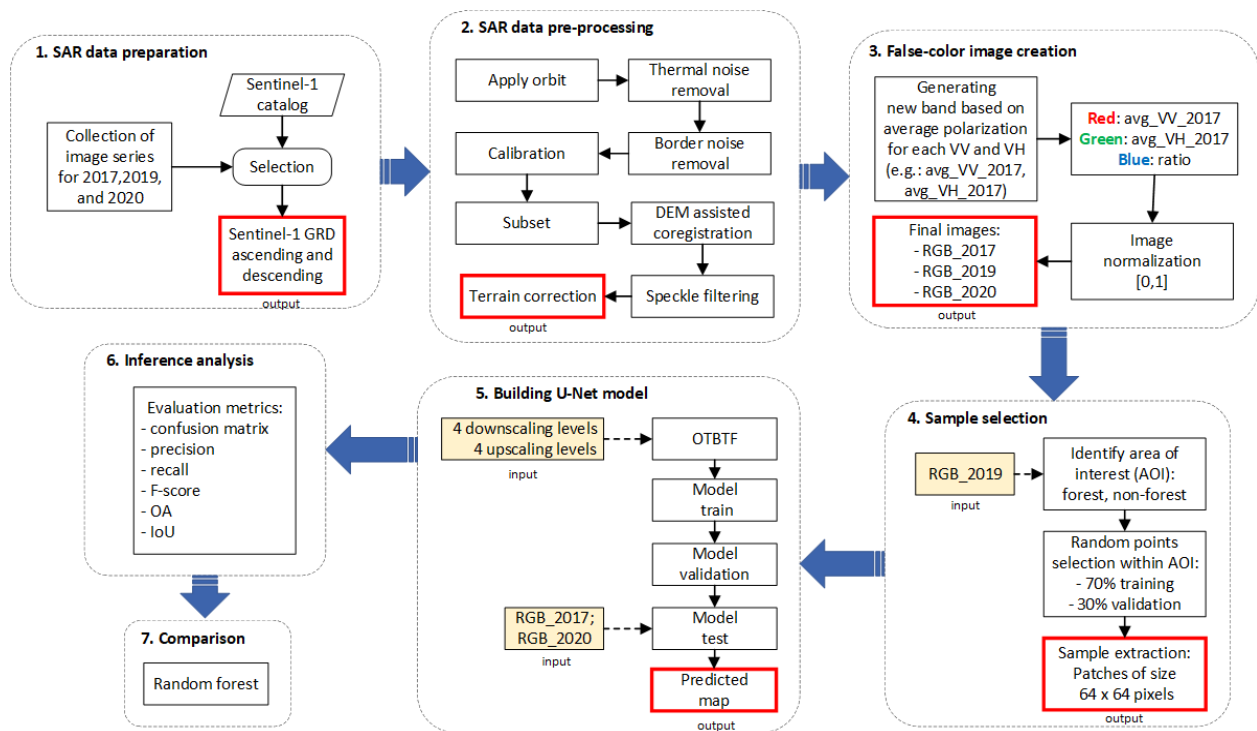 1. SAR data preparation
Sentinel-1
catalog
Collection of
image series
for 2017,2019,
and 2020
Selection
Sentinel-1 GRD
ascending and
descending
output
2. SAR data pre-processing
Apply orbit
Thermal noise
removal
Calibration
Border noise
removal
Subset
DEM assisted
coregistration
Terrain correction
Speckle filtering
output
3. False-color image creation
Generating
new band based on
average polarization
for each VV and VH
(e.g.: avg_VV_2017,
avg_VH_2017)
Red: avg_VV_2017
Green: avg_VH_2017
Blue: ratio
Final images:
- RGB_2017
- RGB_2019
- RGB_2020
output
Image
normalization
[0,1]
4. Sample selection
RGB_2019
input
Identify area of
interest (AOI):
forest, non-forest
Random points
selection within AOI:
- 70% training
- 30% validation
Sample extraction:
Patches of size
64 x 64 pixels
output
5. Building U-Net model
4 downscaling levels
4 upscaling levels
input
OTBTF
Model
train
Model
validation
RGB_2017;
RGB_2020
input
Model
test
Predicted
map
output
6. Inference analysis
Evaluation metrics:
- confusion matrix
- precision
- recall
- F-score
- OA
- IoU
7. Comparison
Random forest